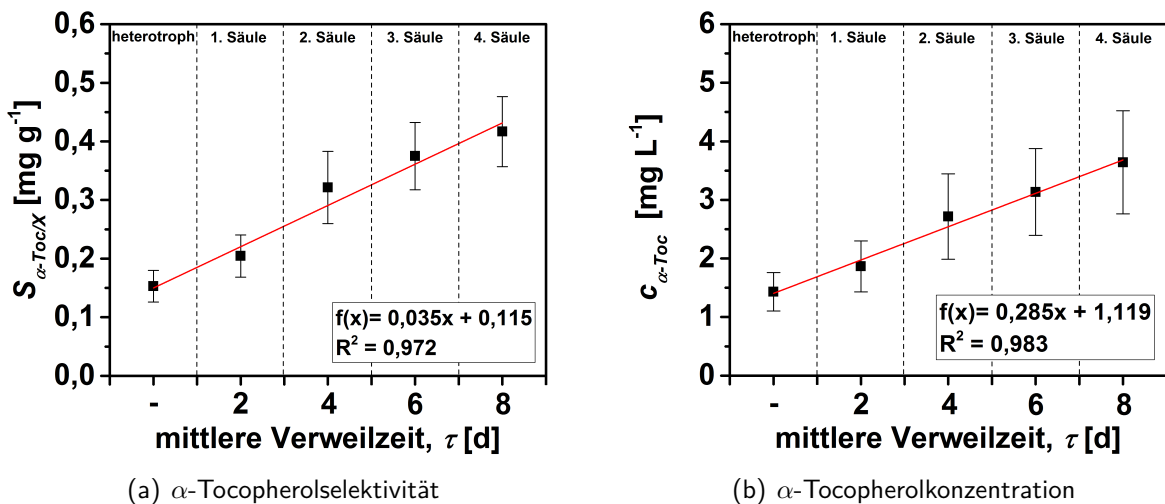 heterotroph 1. Säule 2. Säule 3. Säule 4. Säule
0,6
0,5
0,4
0,3
0,2
0,1
0,0
S α-Toc/X [mg g⁻¹]
f(x)= 0,035x + 0,115
R² = 0,972
- 2 4 6 8
mittlere Verweilzeit, τ [d]
(a) α-Tocopherolselektivität
heterotroph 1. Säule 2. Säule 3. Säule 4. Säule
6
5
4
3
2
1
0
c α-Toc [mg L⁻¹]
f(x)= 0,285x + 1,119
R² = 0,983
- 2 4 6 8
mittlere Verweilzeit, τ [d]
(b) α-Tocopherolkonzentration